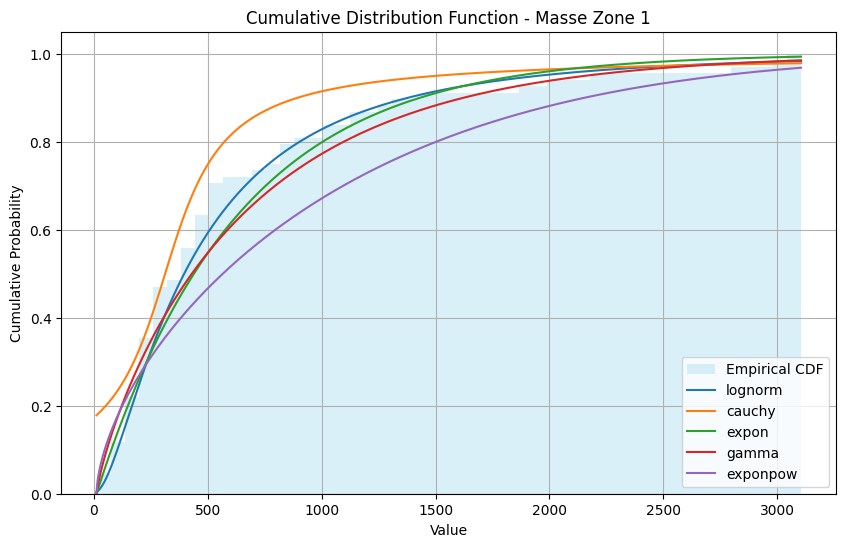 Cumulative Distribution Function - Masse Zone 1
Cumulative Probability
1.0
0.8
0.6
0.4
0.2
0.0
0
500
1000
1500
2000
2500
3000
Value
Empirical CDF
lognorm
cauchy
expon
gamma
exponpow